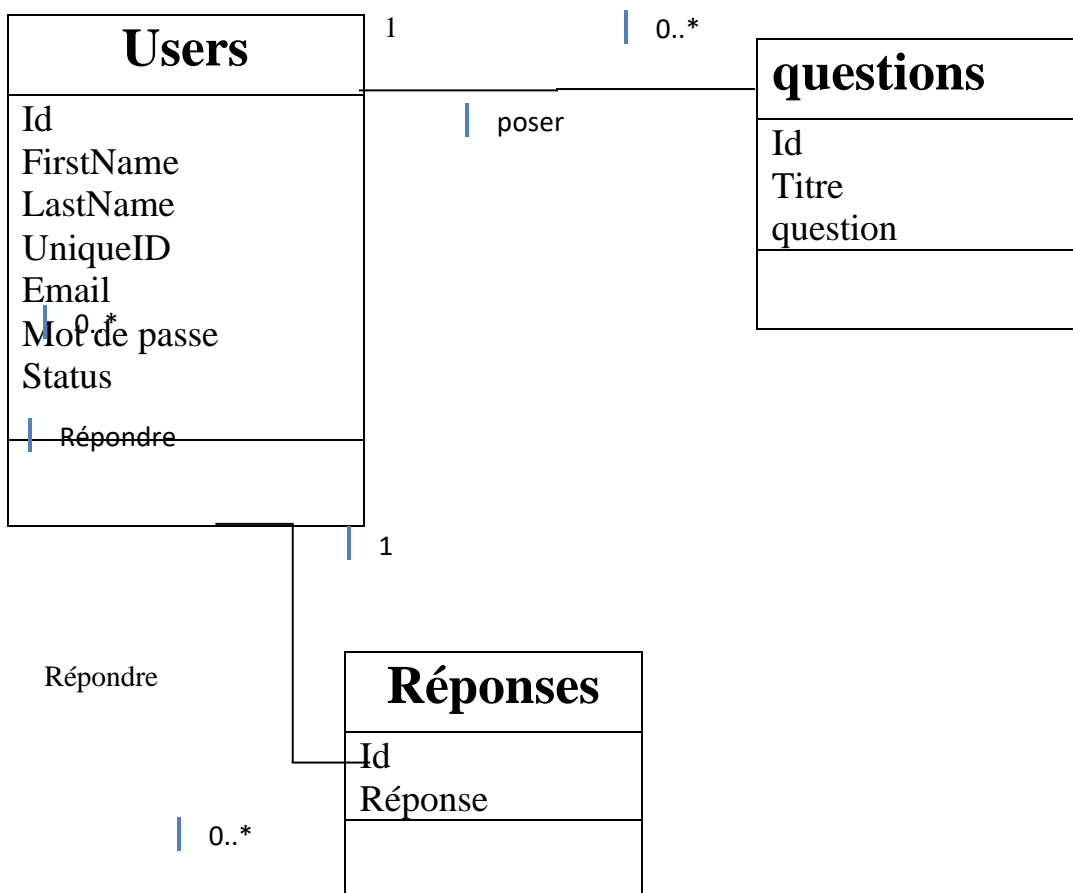 Users
1
0..*
poser
questions
Id
Titre
question
Id
FirstName
LastName
UniqueID
Email
0..*
Mot de passe
Status
Répondre
1
Répondre
Réponses
Id
Réponse
0..*